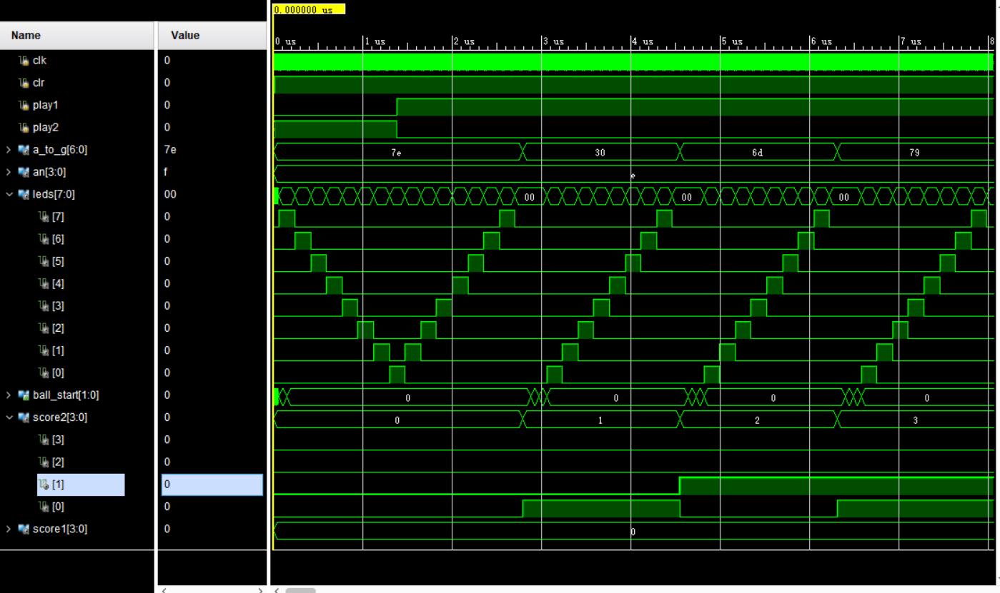 0.000000 us
Name Value
0 us 1 us 2 us 3 us 4 us 5 us 6 us 7 us 8
clk 0
clr 0
play1 0
play2 0
a_to_g[6:0] 7e 7e 30 6d 79
an[3:0] f e
leds[7:0] 00 00 00 00
[7] 0
[6] 0
[5] 0
[4] 0
[3] 0
[2] 0
[1] 0
[0] 0
ball_start[1:0] 0 0 0 0 0
score2[3:0] 0 0 1 2 3
[3] 0
[2] 0
[1] 0
[0] 0
score1[3:0] 0 0